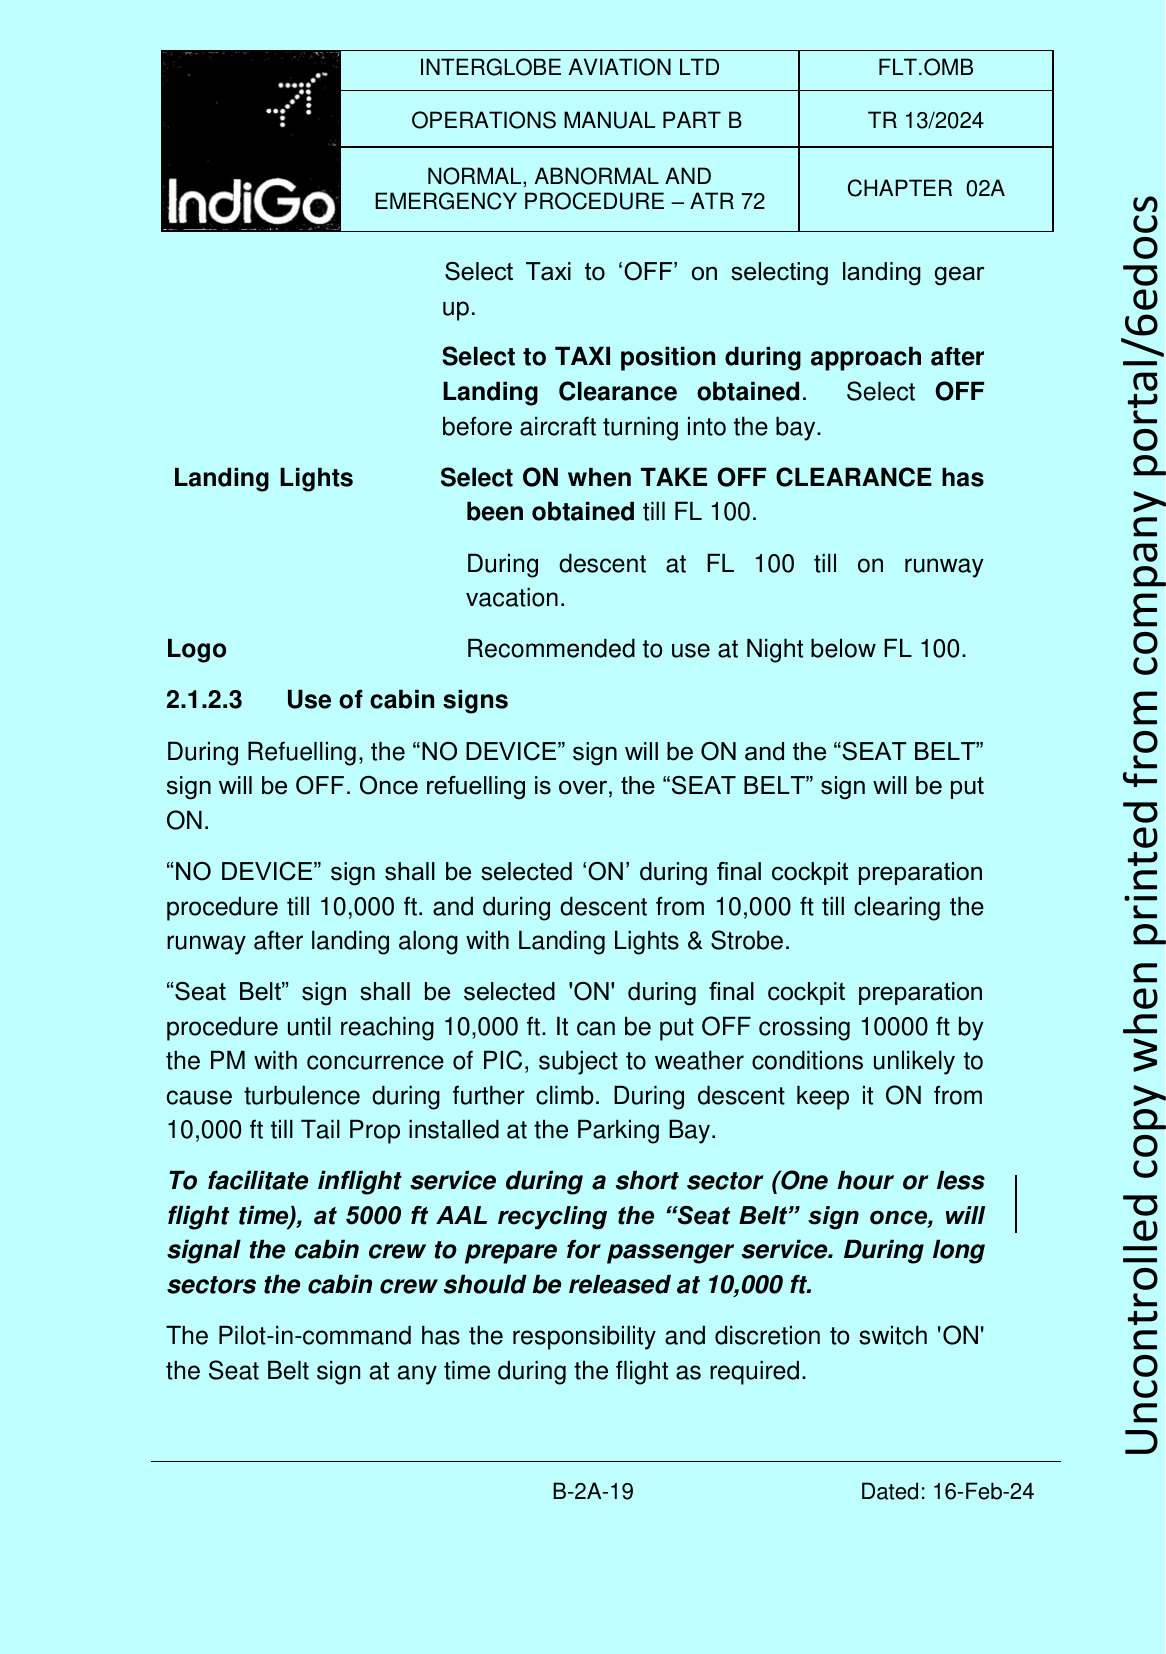 IndiGo
INTERGLOBE AVIATION LTD
FLT.OMB
OPERATIONS MANUAL PART B
TR 13/2024
NORMAL, ABNORMAL AND
EMERGENCY PROCEDURE – ATR 72
CHAPTER 02A
Select Taxi to ‘OFF’ on selecting landing gear
up.
Select to TAXI position during approach after
Landing Clearance obtained. Select OFF
before aircraft turning into the bay.
Landing Lights Select ON when TAKE OFF CLEARANCE has
been obtained till FL 100.
During descent at FL 100 till on runway
vacation.
Logo Recommended to use at Night below FL 100.
2.1.2.3 Use of cabin signs
During Refuelling, the “NO DEVICE” sign will be ON and the “SEAT BELT”
sign will be OFF. Once refuelling is over, the “SEAT BELT” sign will be put
ON.
“NO DEVICE” sign shall be selected ‘ON’ during final cockpit preparation
procedure till 10,000 ft. and during descent from 10,000 ft till clearing the
runway after landing along with Landing Lights & Strobe.
“Seat Belt” sign shall be selected 'ON' during final cockpit preparation
procedure until reaching 10,000 ft. It can be put OFF crossing 10000 ft by
the PM with concurrence of PIC, subject to weather conditions unlikely to
cause turbulence during further climb. During descent keep it ON from
10,000 ft till Tail Prop installed at the Parking Bay.
To facilitate inflight service during a short sector (One hour or less
flight time), at 5000 ft AAL recycling the “Seat Belt” sign once, will
signal the cabin crew to prepare for passenger service. During long
sectors the cabin crew should be released at 10,000 ft.
The Pilot-in-command has the responsibility and discretion to switch 'ON'
the Seat Belt sign at any time during the flight as required.
B-2A-19
Dated: 16-Feb-24
Uncontrolled copy when printed from company portal/6edocs